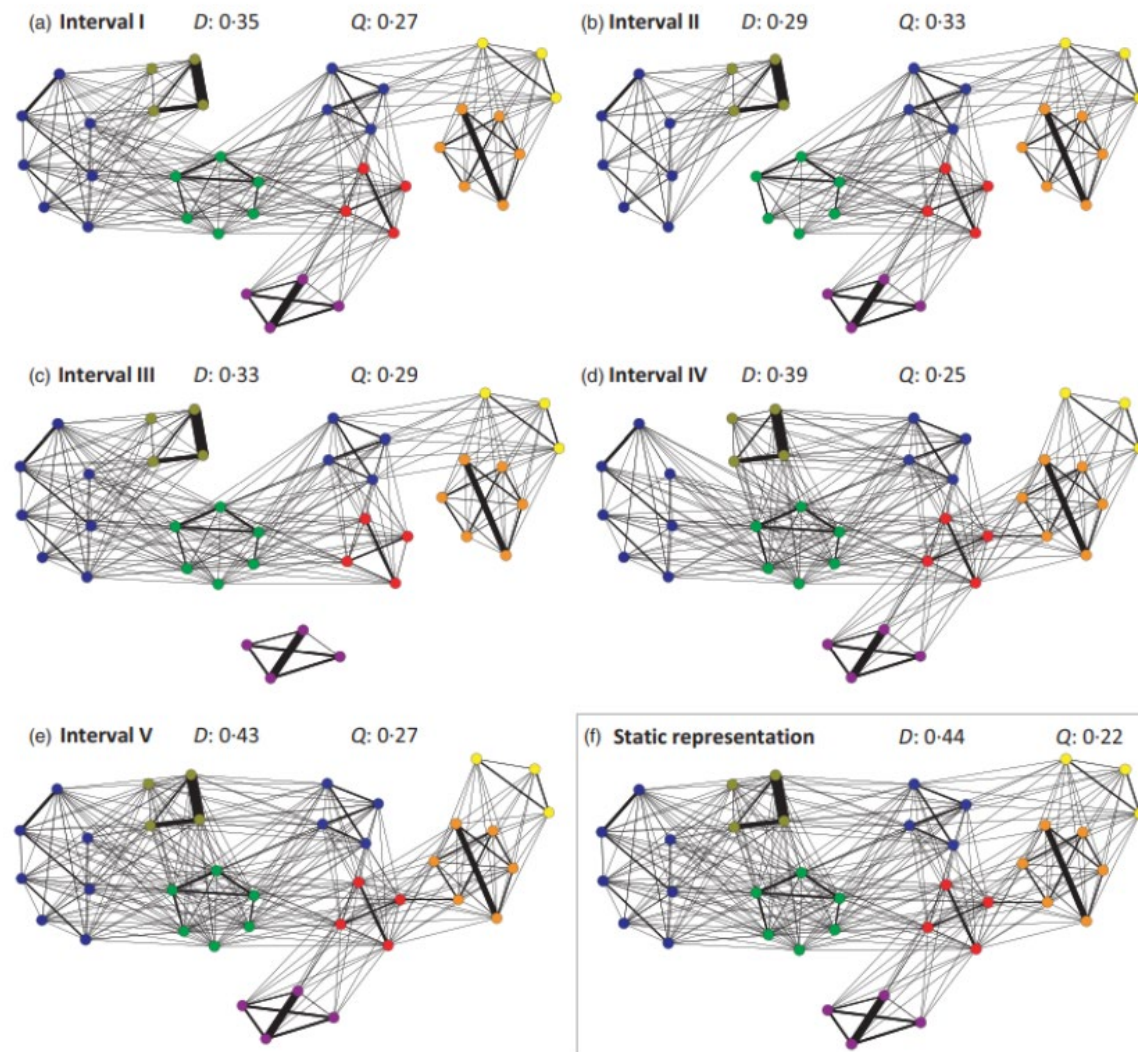 (a) Interval I D: 0·35 Q: 0·27
(b) Interval II D: 0·29 Q: 0·33
(c) Interval III D: 0·33 Q: 0·29
(d) Interval IV D: 0·39 Q: 0·25
(e) Interval V D: 0·43 Q: 0·27
(f) Static representation D: 0·44 Q: 0·22